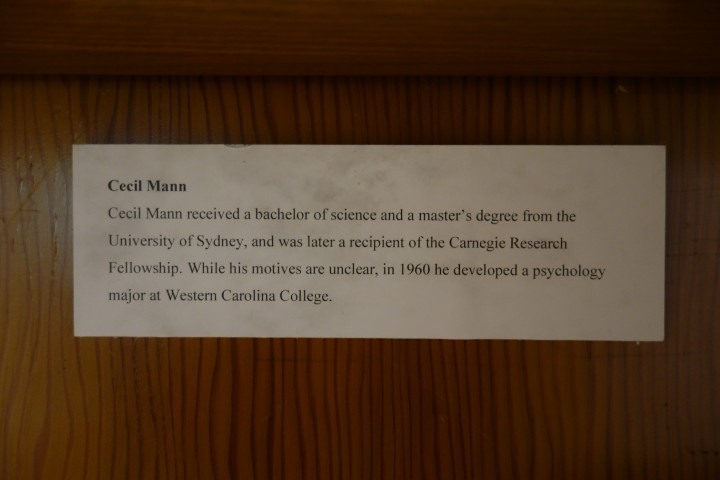 Cecil Mann
Cecil Mann received a bachelor of science and a master's degree from the
University of Sydney, and was later a recipient of the Carnegie Research
Fellowship. While his motives are unclear, in 1960 he developed a psychology
major at Western Carolina College.